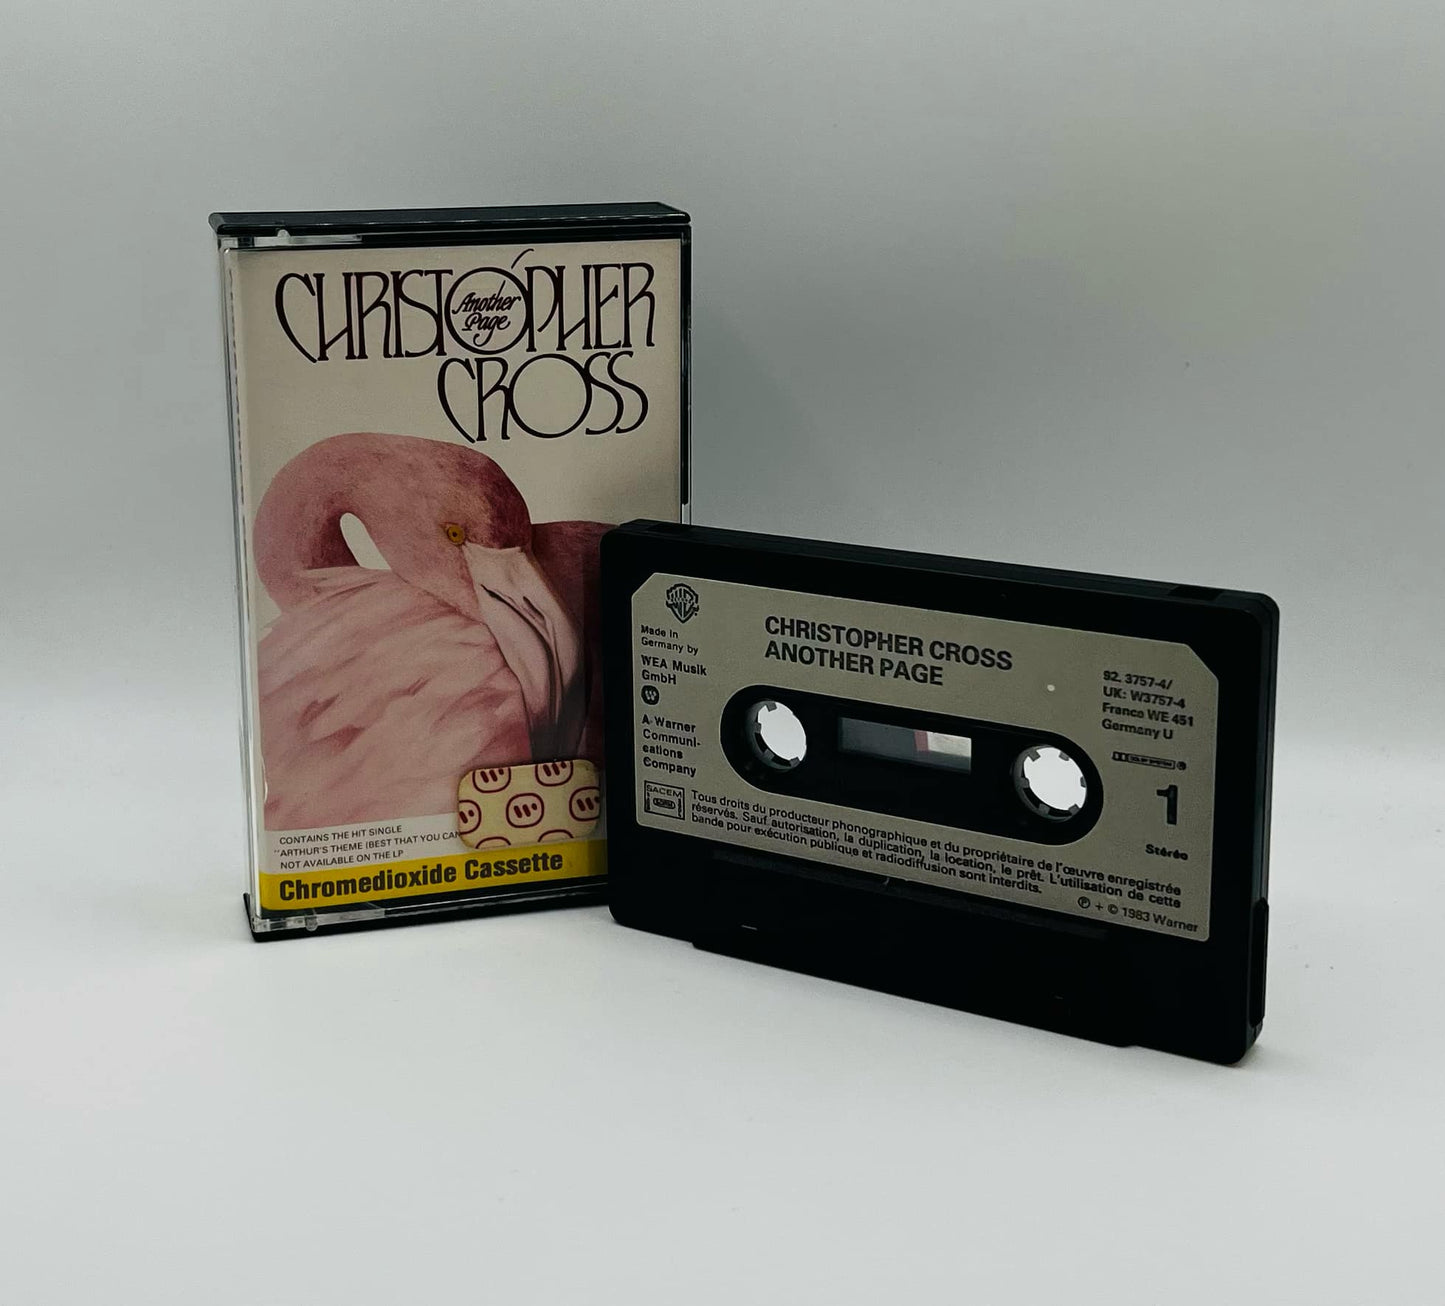 CHRISTOPHER
Another
Page
CROSS
CONTAINS THE HIT SINGLE
"ARTHUR'S THEME (BEST THAT YOU CAN
NOT AVAILABLE ON THE LP
Chromedioxide Cassette
Made in
Germany by
WEA Musik
GmbH
A Warner
Communi-
cations
Company
SACEM
CHRISTOPHER CROSS
ANOTHER PAGE
92.3757-4/
UK: W3757-4
France WE 451
Germany U
DOLBY SYSTEM
1
Stéréo
Tous droits du producteur phonographique et du propriétaire de l'œuvre enregistrée
réservés. Sauf autorisation, la duplication, la location, le prêt. L'utilisation de cette
bande pour exécution publique et radiodiffusion sont interdits.
℗ + © 1983 Warner